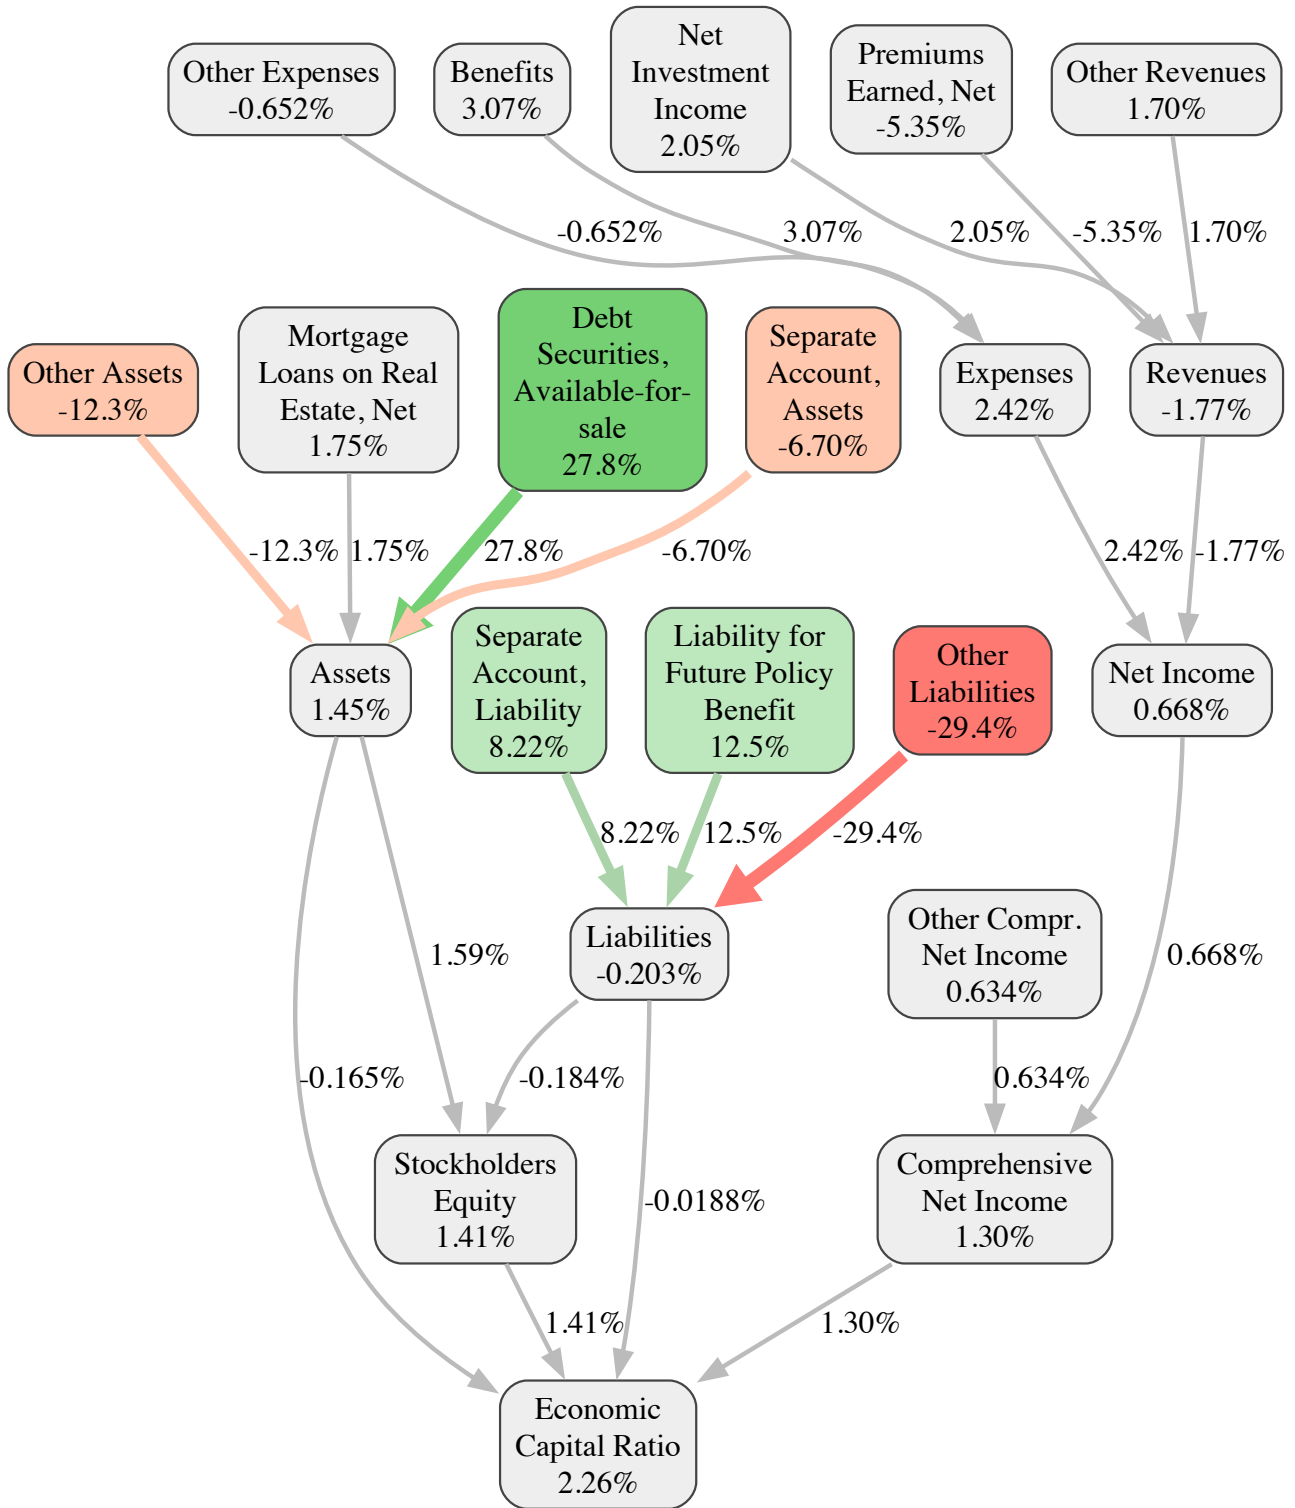 Other Expenses
-0.652%
Benefits
3.07%
Net
Investment
Income
2.05%
Premiums
Earned, Net
-5.35%
Other Revenues
1.70%
-0.652%
3.07%
2.05%
-5.35%
1.70%
Other Assets
-12.3%
Mortgage
Loans on Real
Estate, Net
1.75%
Debt
Securities,
Available-for-
sale
27.8%
Separate
Account,
Assets
-6.70%
Expenses
2.42%
Revenues
-1.77%
-12.3%
1.75%
27.8%
-6.70%
2.42%
-1.77%
Assets
1.45%
Separate
Account,
Liability
8.22%
Liability for
Future Policy
Benefit
12.5%
Other
Liabilities
-29.4%
Net Income
0.668%
8.22%
12.5%
-29.4%
Liabilities
-0.203%
Other Compr.
Net Income
0.634%
1.59%
0.668%
-0.165%
-0.184%
0.634%
Stockholders
Equity
1.41%
-0.0188%
Comprehensive
Net Income
1.30%
1.41%
1.30%
Economic
Capital Ratio
2.26%